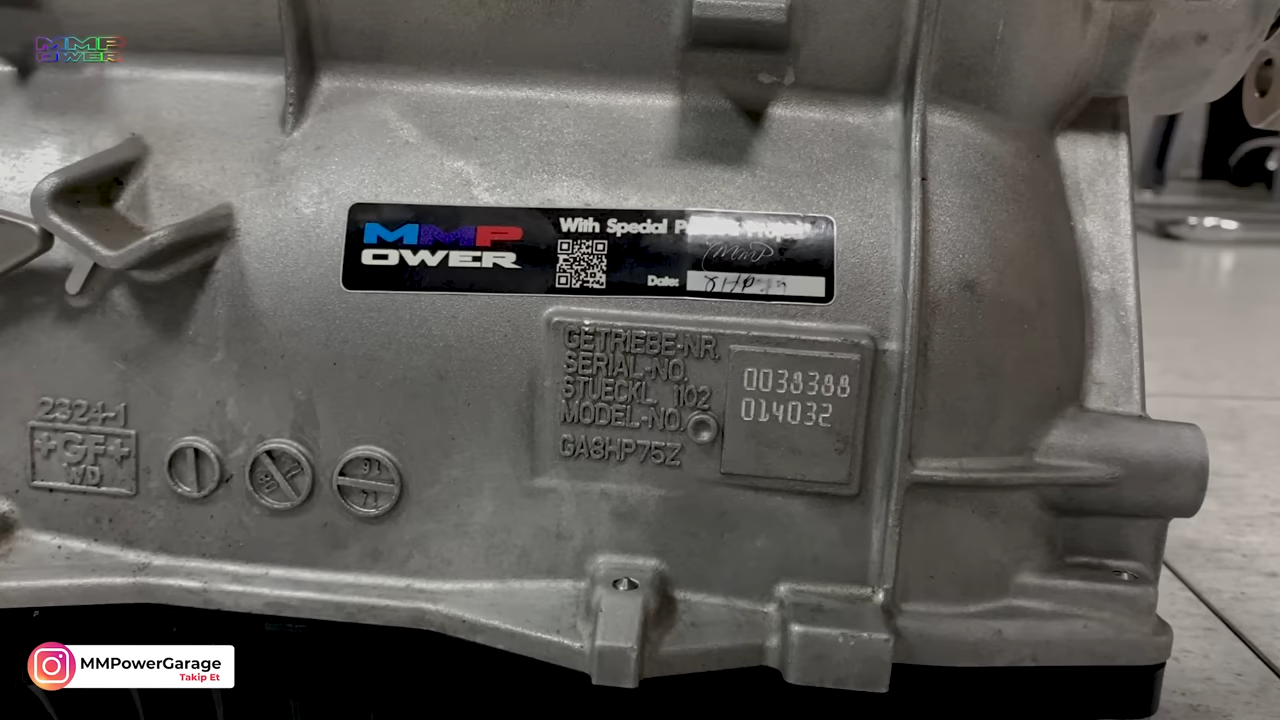 MMP
OWER
MMP
OWER
With Special
Date:
GETRIEBE-NR.
SERIAL-NO.
STUECKL. 1102
MODEL-NO.
GA8HP75Z
0038388
014032
2324-1
+GF+
WD
MMPowerGarage
Takip Et